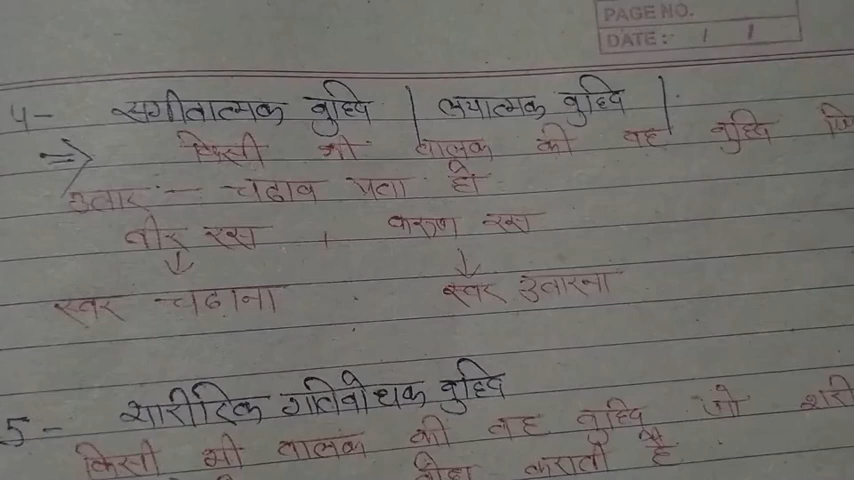 PAGE NO.
DATE: / /
4- संगीतात्मक बुध्दि | लयात्मक बुध्दि |
=> किसी भी बालक की वह बुध्दि
उतार - चढाव पता हो
वीर रस , करुण रस
↓ ↓
स्वर चढाना स्वर उतारना
5- शारीरिक गतिबोधक बुध्दि
किसी भी बालक की वह बुध्दि जो
कराती है